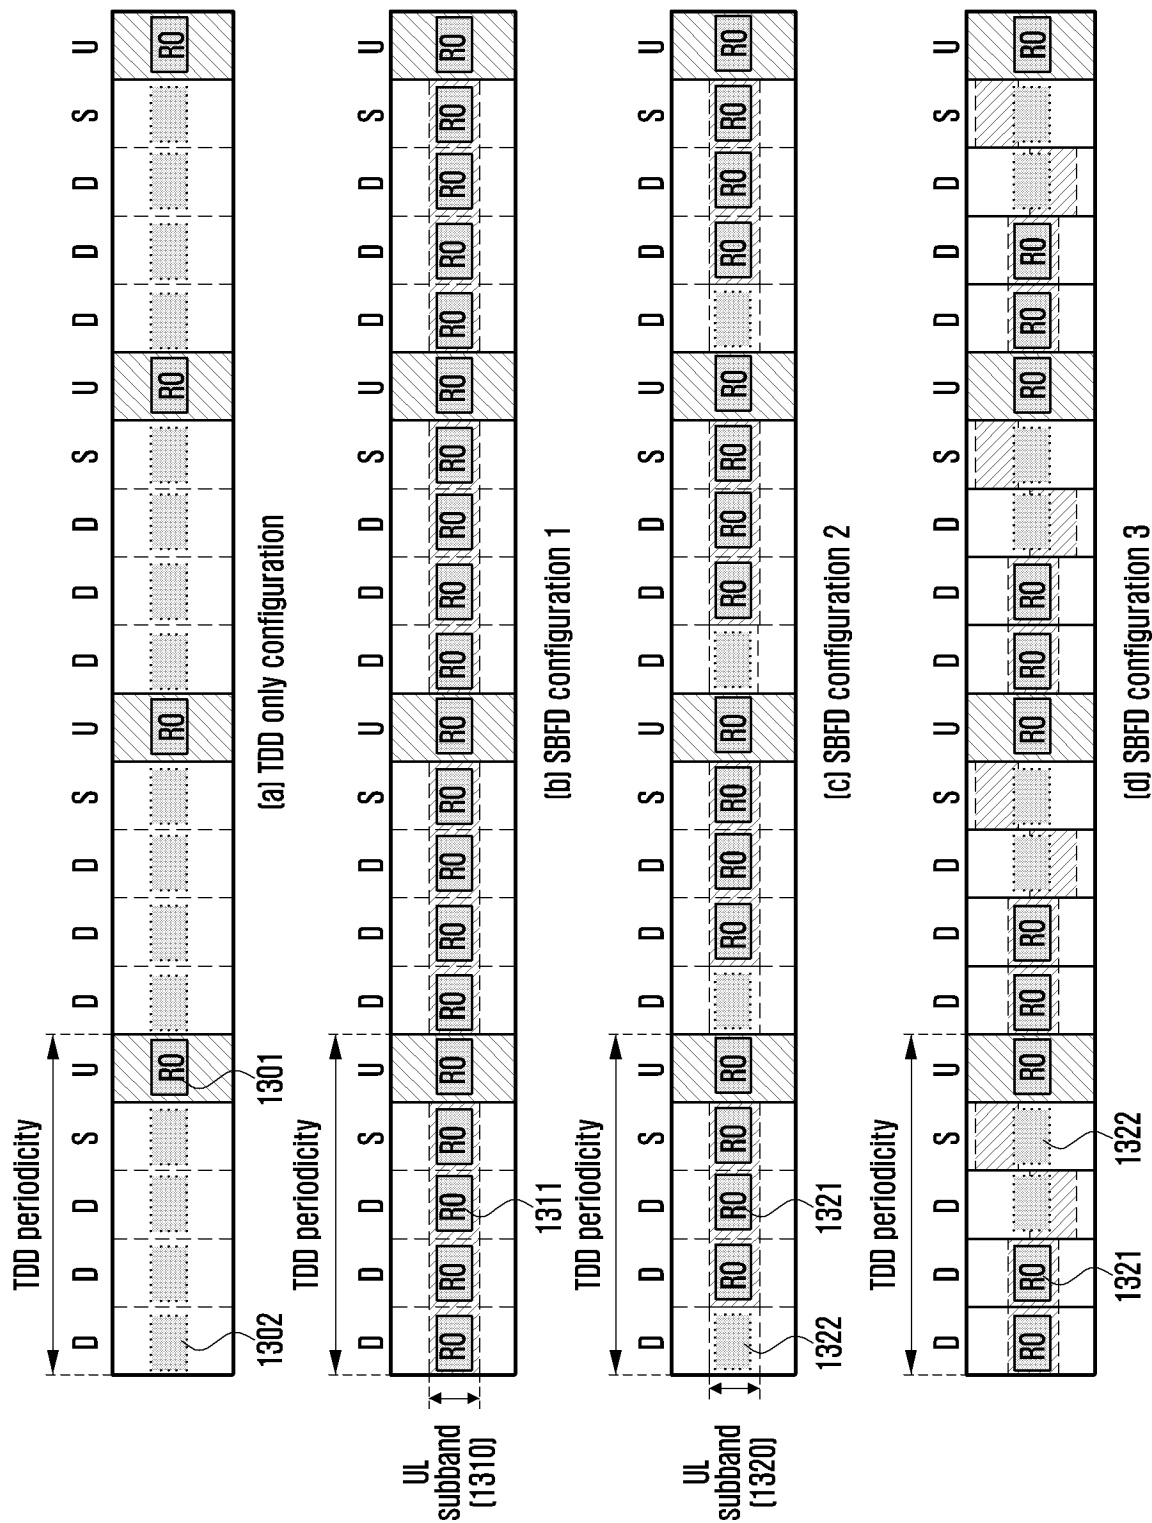 TDD periodicity
D D D S U D D D S U D D D S U D D D S U
RO RO RO RO
1302 1301
(a) TDD only configuration
TDD periodicity
D D D S U D D D S U D D D S U D D D S U
UL
subband
(1310)
RO RO RO RO RO RO RO RO RO RO RO RO RO RO RO RO RO RO RO RO
1311
(b) SBFD configuration 1
TDD periodicity
D D D S U D D D S U D D D S U D D D S U
UL
subband
(1320)
RO RO RO RO RO RO RO RO RO RO RO RO RO RO RO RO
1322 1321
(c) SBFD configuration 2
TDD periodicity
D D D S U D D D S U D D D S U D D D S U
RO RO RO RO RO RO RO RO RO RO RO RO
1321 1322
(d) SBFD configuration 3